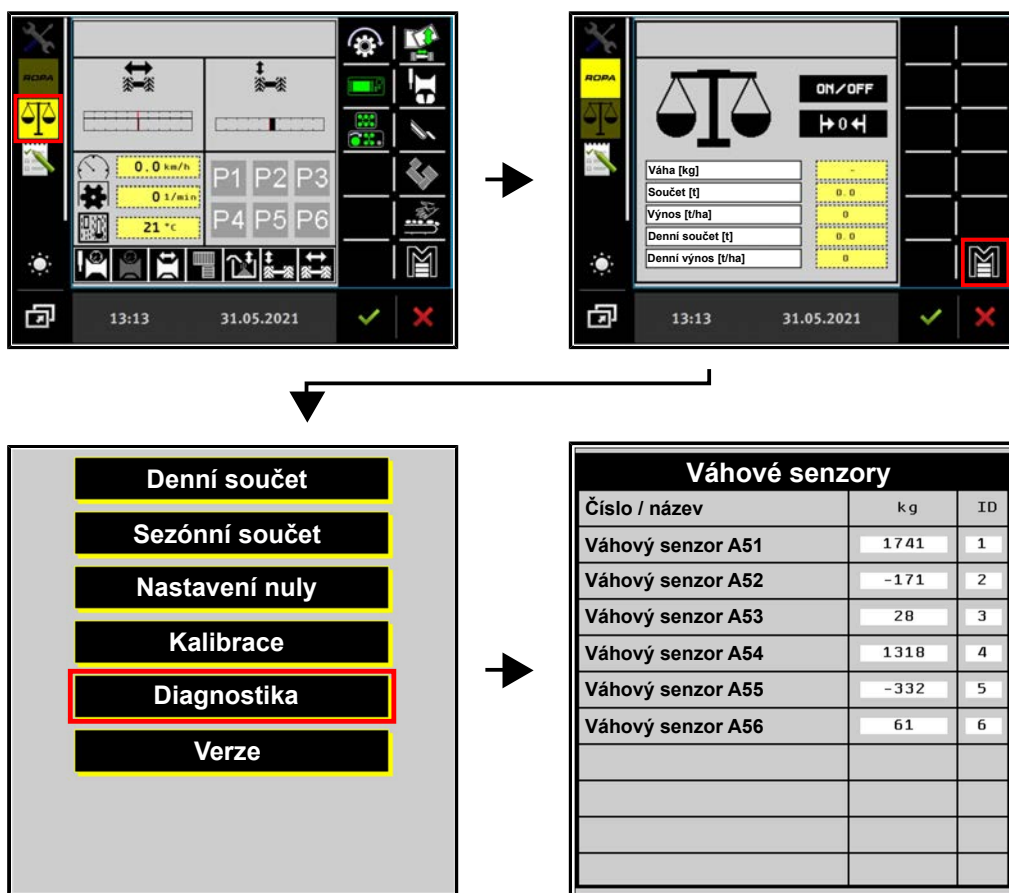 ROPA
0.0 km/h
0 1/min
21 °C
P1 P2 P3
P4 P5 P6
13:13 31.05.2021
ROPA
ON/OFF
0
Váha [kg] -
Součet [t] 0.0
Výnos [t/ha] 0
Denní součet [t] 0.0
Denní výnos [t/ha] 0
13:13 31.05.2021
Denní součet
Sezónní součet
Nastavení nuly
Kalibrace
Diagnostika
Verze
Váhové senzory
Číslo / název kg ID
Váhový senzor A51 1741 1
Váhový senzor A52 -171 2
Váhový senzor A53 28 3
Váhový senzor A54 1318 4
Váhový senzor A55 -332 5
Váhový senzor A56 61 6